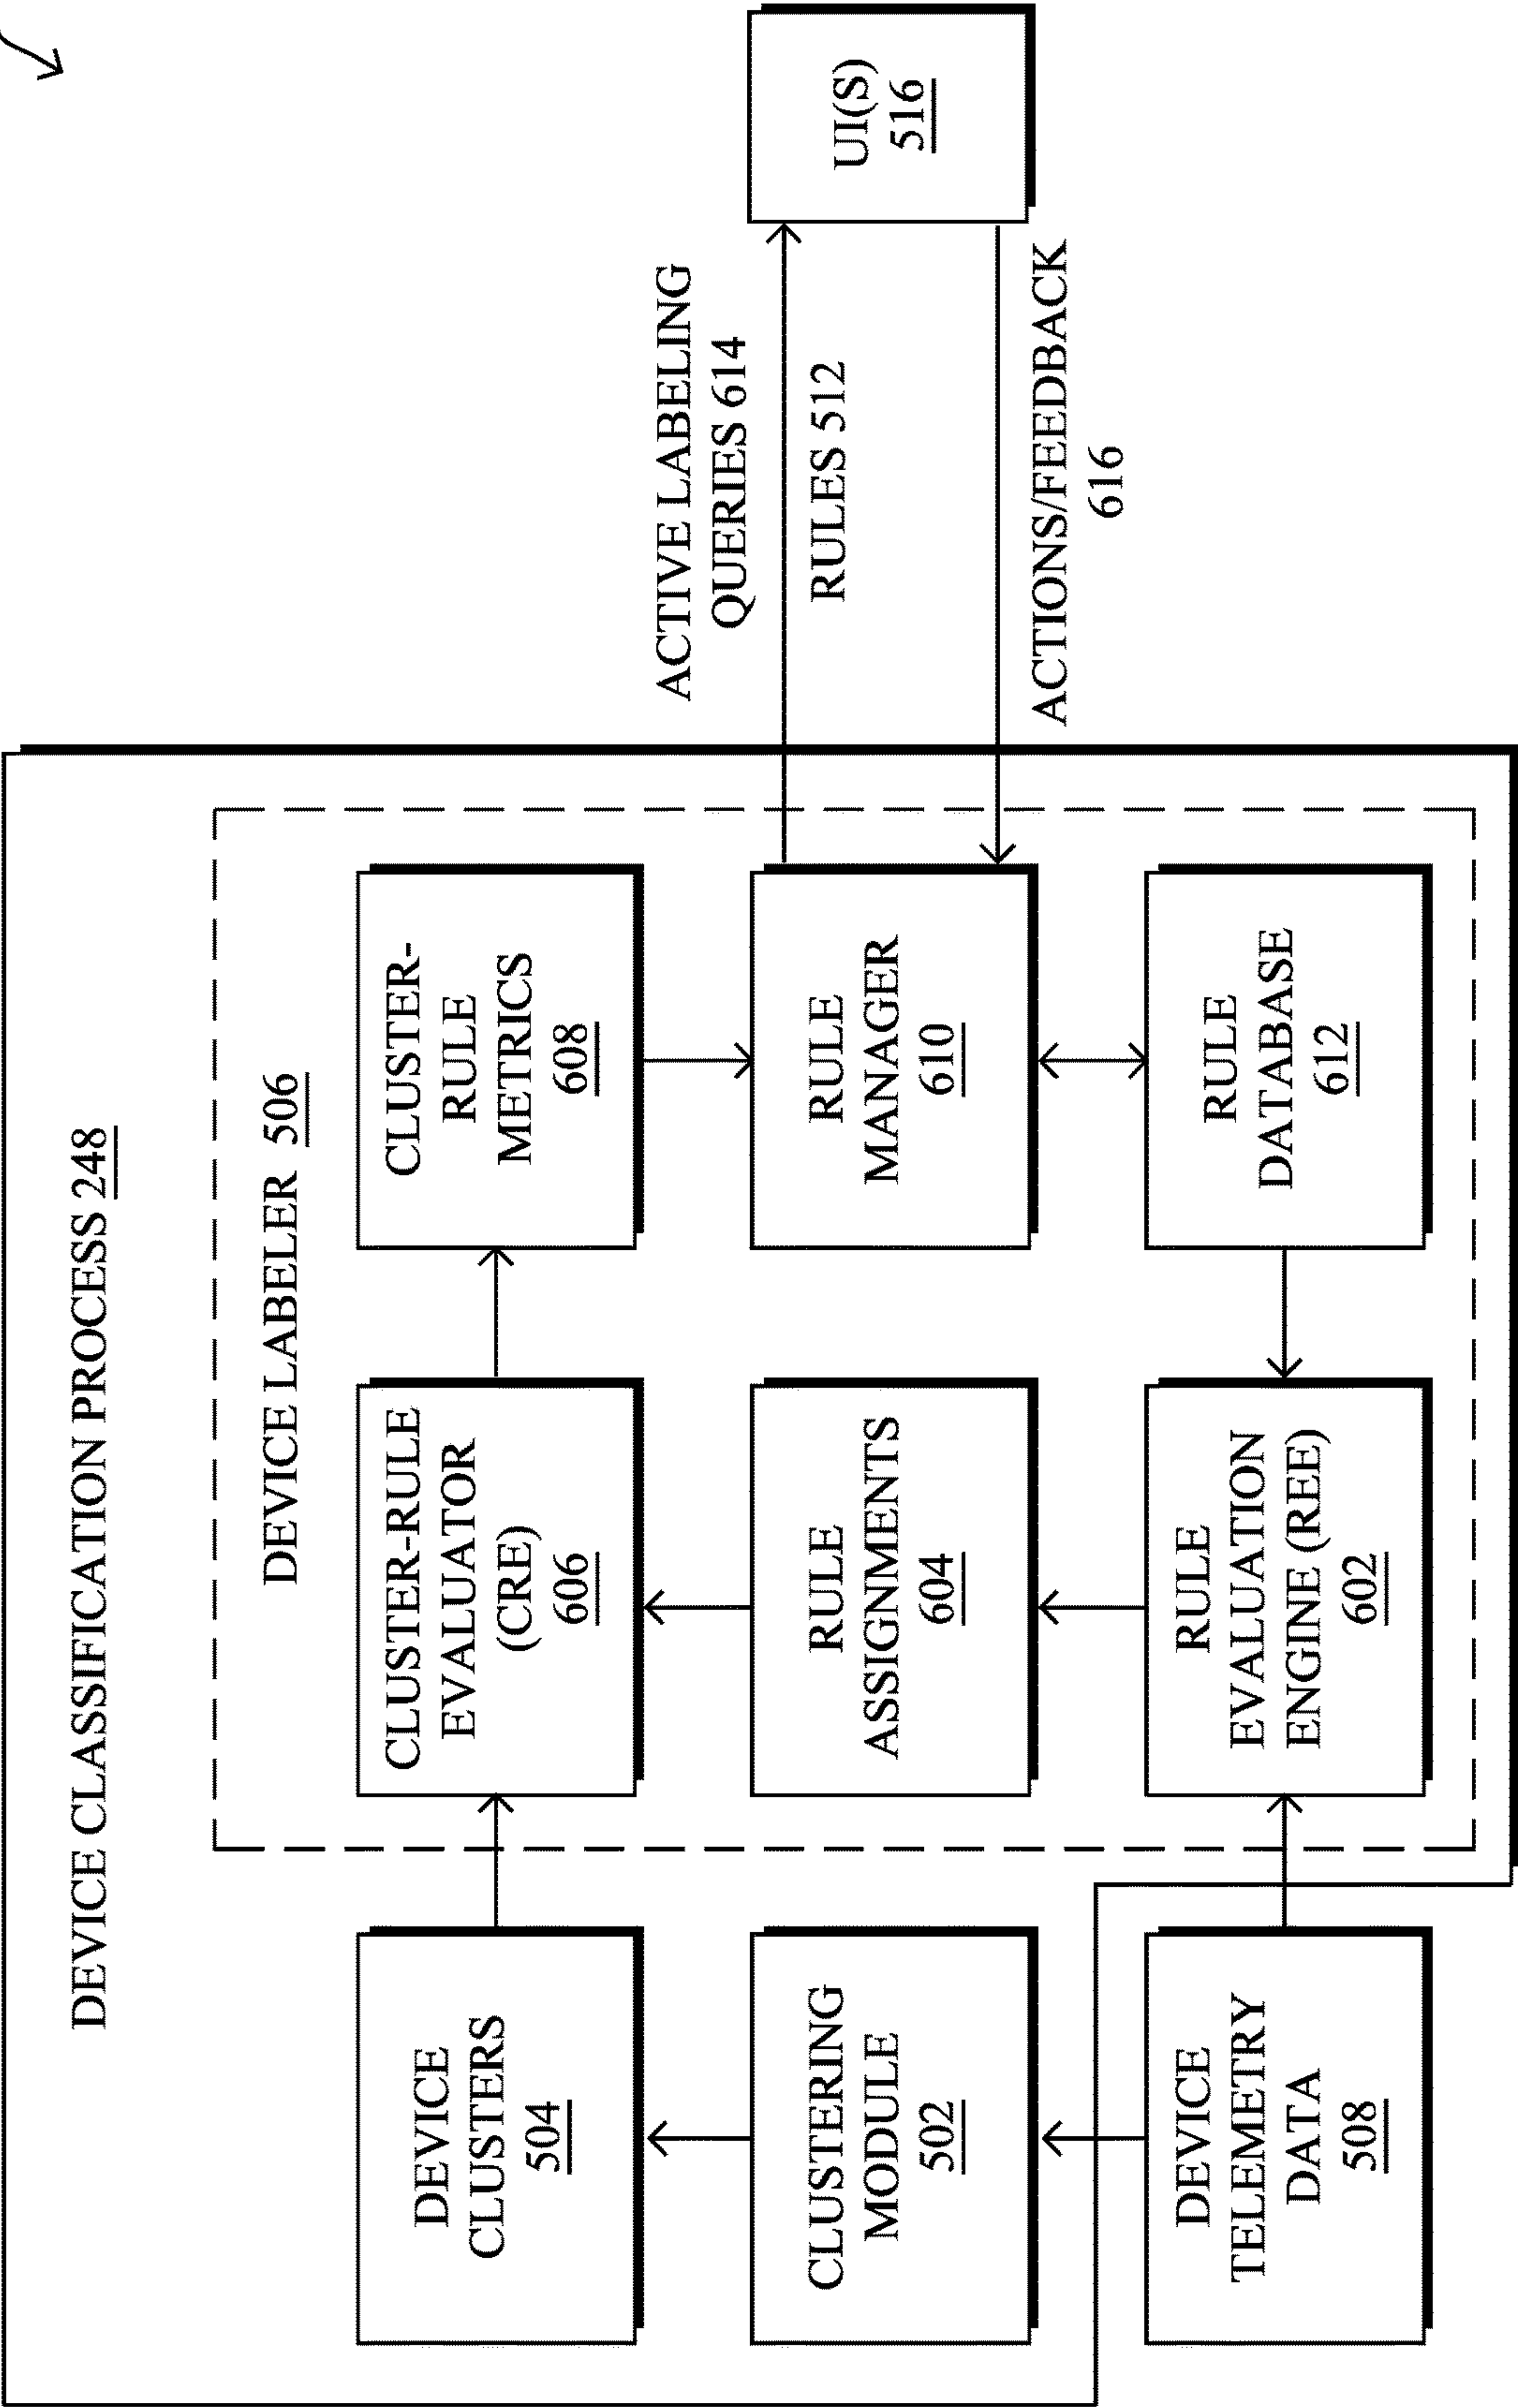 DEVICE CLASSIFICATION PROCESS 248
DEVICE LABELER 506
DEVICE
CLUSTERS
504
CLUSTER-RULE
EVALUATOR
(CRE)
606
CLUSTER-
RULE
METRICS
608
CLUSTERING
MODULE
502
RULE
ASSIGNMENTS
604
RULE
MANAGER
610
ACTIVE LABELING
QUERIES 614
RULES 512
ACTIONS/FEEDBACK
616
UI(S)
516
DEVICE
TELEMETRY
DATA
508
RULE
EVALUATION
ENGINE (REE)
602
RULE
DATABASE
612